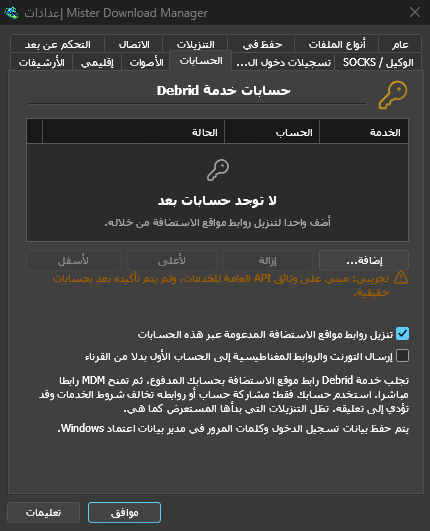 إعدادات Mister Download Manager
عام
أنواع الملفات
حفظ في
التنزيلات
الاتصال
التحكم عن بعد
الوكيل / SOCKS
تسجيلات دخول ال...
الحسابات
الأصوات
إقليمي
الأرشيفات
حسابات خدمة Debrid
الخدمة
الحساب
الحالة
لا توجد حسابات بعد
أضف واحدا لتنزيل روابط مواقع الاستضافة من خلاله.
إضافة...
إزالة
لأعلى
لأسفل
تجريبي: مبني على وثائق API العامة للخدمات، ولم يتم تأكيده بعد بحسابات
حقيقية.
تنزيل روابط مواقع الاستضافة المدعومة عبر هذه الحسابات
إرسال التورنت والروابط المغناطيسية إلى الحساب الأول بدلا من القرناء
تجلب خدمة Debrid رابط موقع الاستضافة بحسابك المدفوع، ثم تمنح MDM رابطا
مباشرا. استخدم حسابك فقط: مشاركة حساب أو روابطه تخالف شروط الخدمات وقد
تؤدي إلى تعليقه. تظل التنزيلات التي بدأها المستعرض كما هي.
يتم حفظ بيانات تسجيل الدخول وكلمات المرور في مدير بيانات اعتماد Windows.
موافق
تعليمات